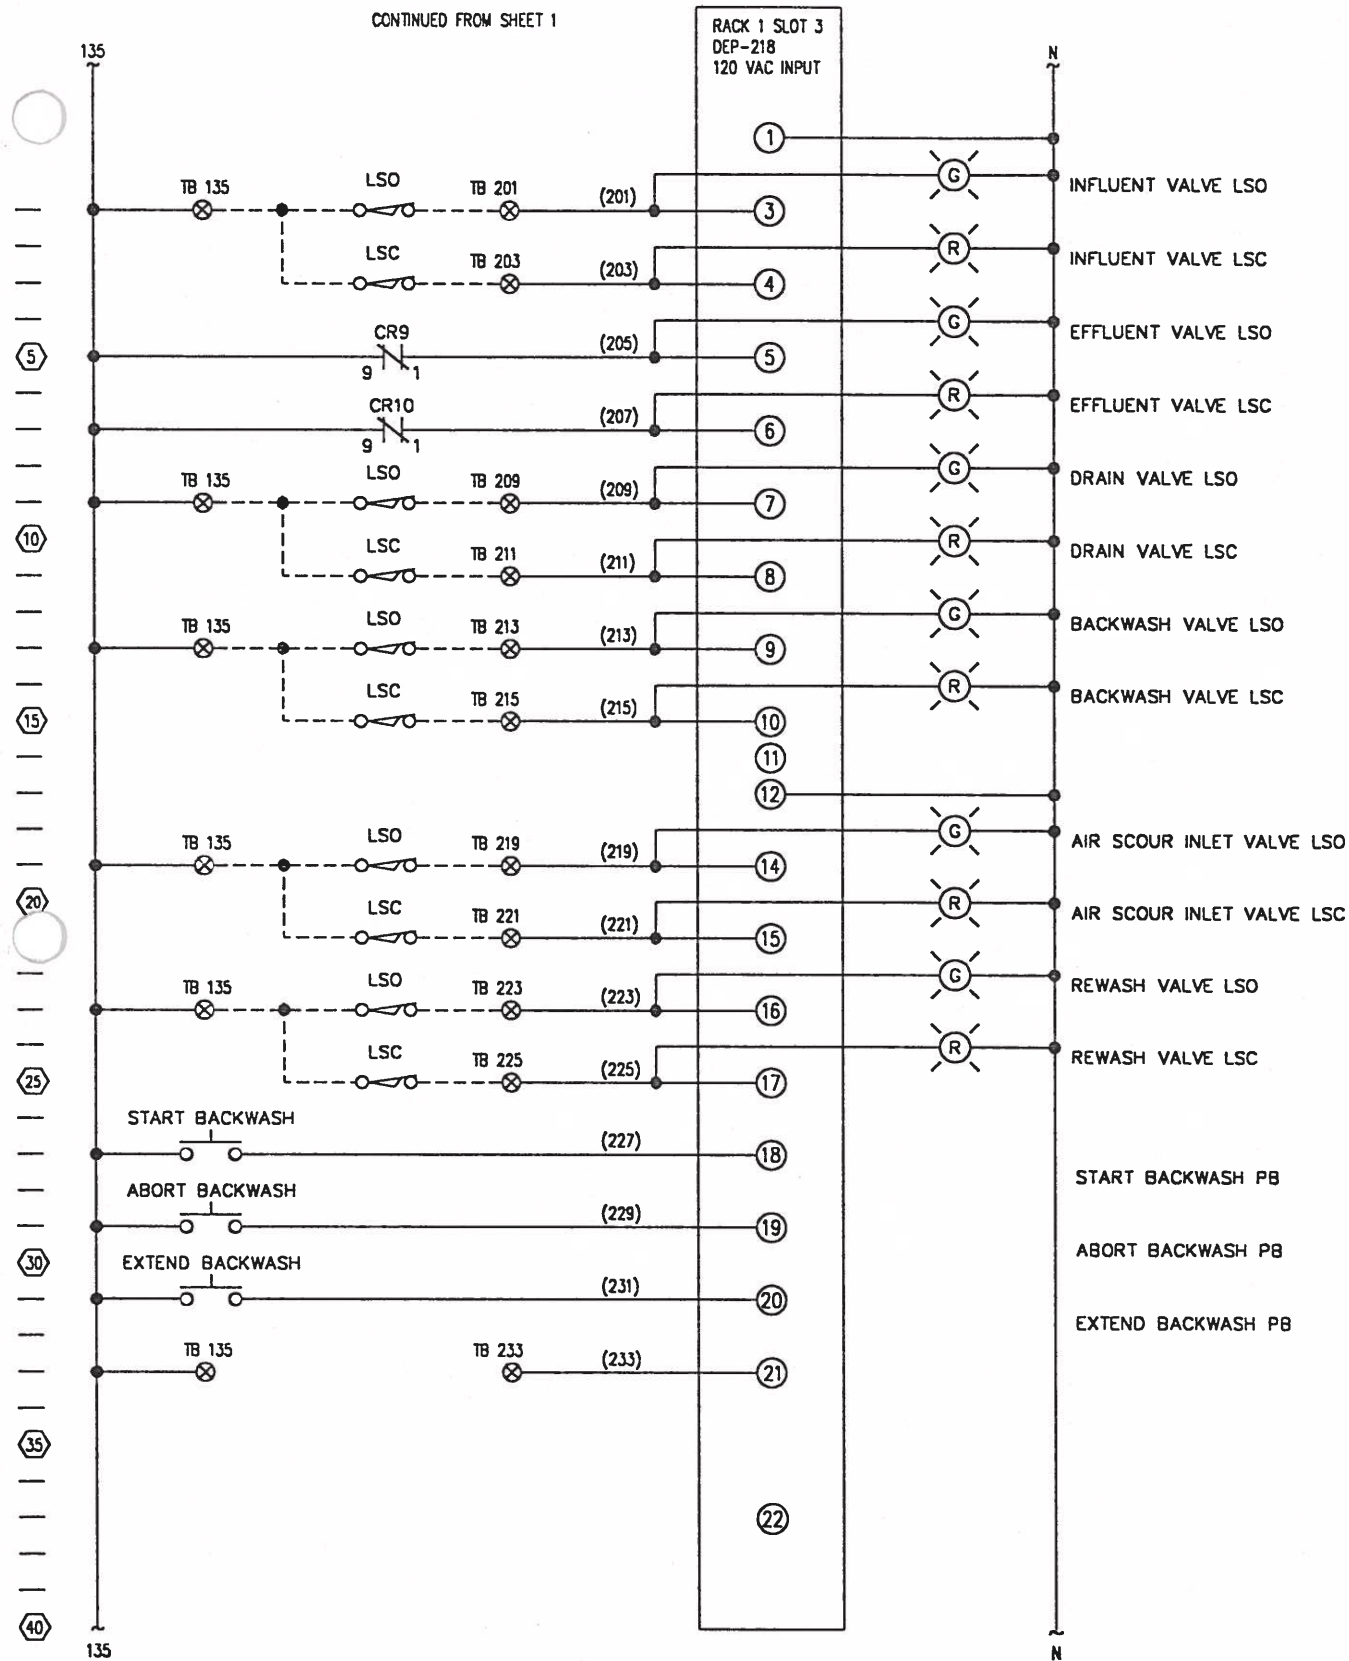 CONTINUED FROM SHEET 1
RACK 1 SLOT 3
DEP-218
120 VAC INPUT
135
N
1
TB 135
LSO
TB 201
(201)
3
G
INFLUENT VALVE LSO
LSC
TB 203
(203)
4
R
INFLUENT VALVE LSC
5
CR9
9
1
(205)
5
G
EFFLUENT VALVE LSO
CR10
9
1
(207)
6
R
EFFLUENT VALVE LSC
TB 135
LSO
TB 209
(209)
7
G
DRAIN VALVE LSO
10
LSC
TB 211
(211)
8
R
DRAIN VALVE LSC
TB 135
LSO
TB 213
(213)
9
G
BACKWASH VALVE LSO
15
LSC
TB 215
(215)
10
R
BACKWASH VALVE LSC
11
12
TB 135
LSO
TB 219
(219)
14
G
AIR SCOUR INLET VALVE LSO
20
LSC
TB 221
(221)
15
R
AIR SCOUR INLET VALVE LSC
TB 135
LSO
TB 223
(223)
16
G
REWASH VALVE LSO
25
LSC
TB 225
(225)
17
R
REWASH VALVE LSC
START BACKWASH
(227)
18
START BACKWASH PB
ABORT BACKWASH
(229)
19
30
ABORT BACKWASH PB
EXTEND BACKWASH
(231)
20
EXTEND BACKWASH PB
TB 135
TB 233
(233)
21
35
22
40
135
N